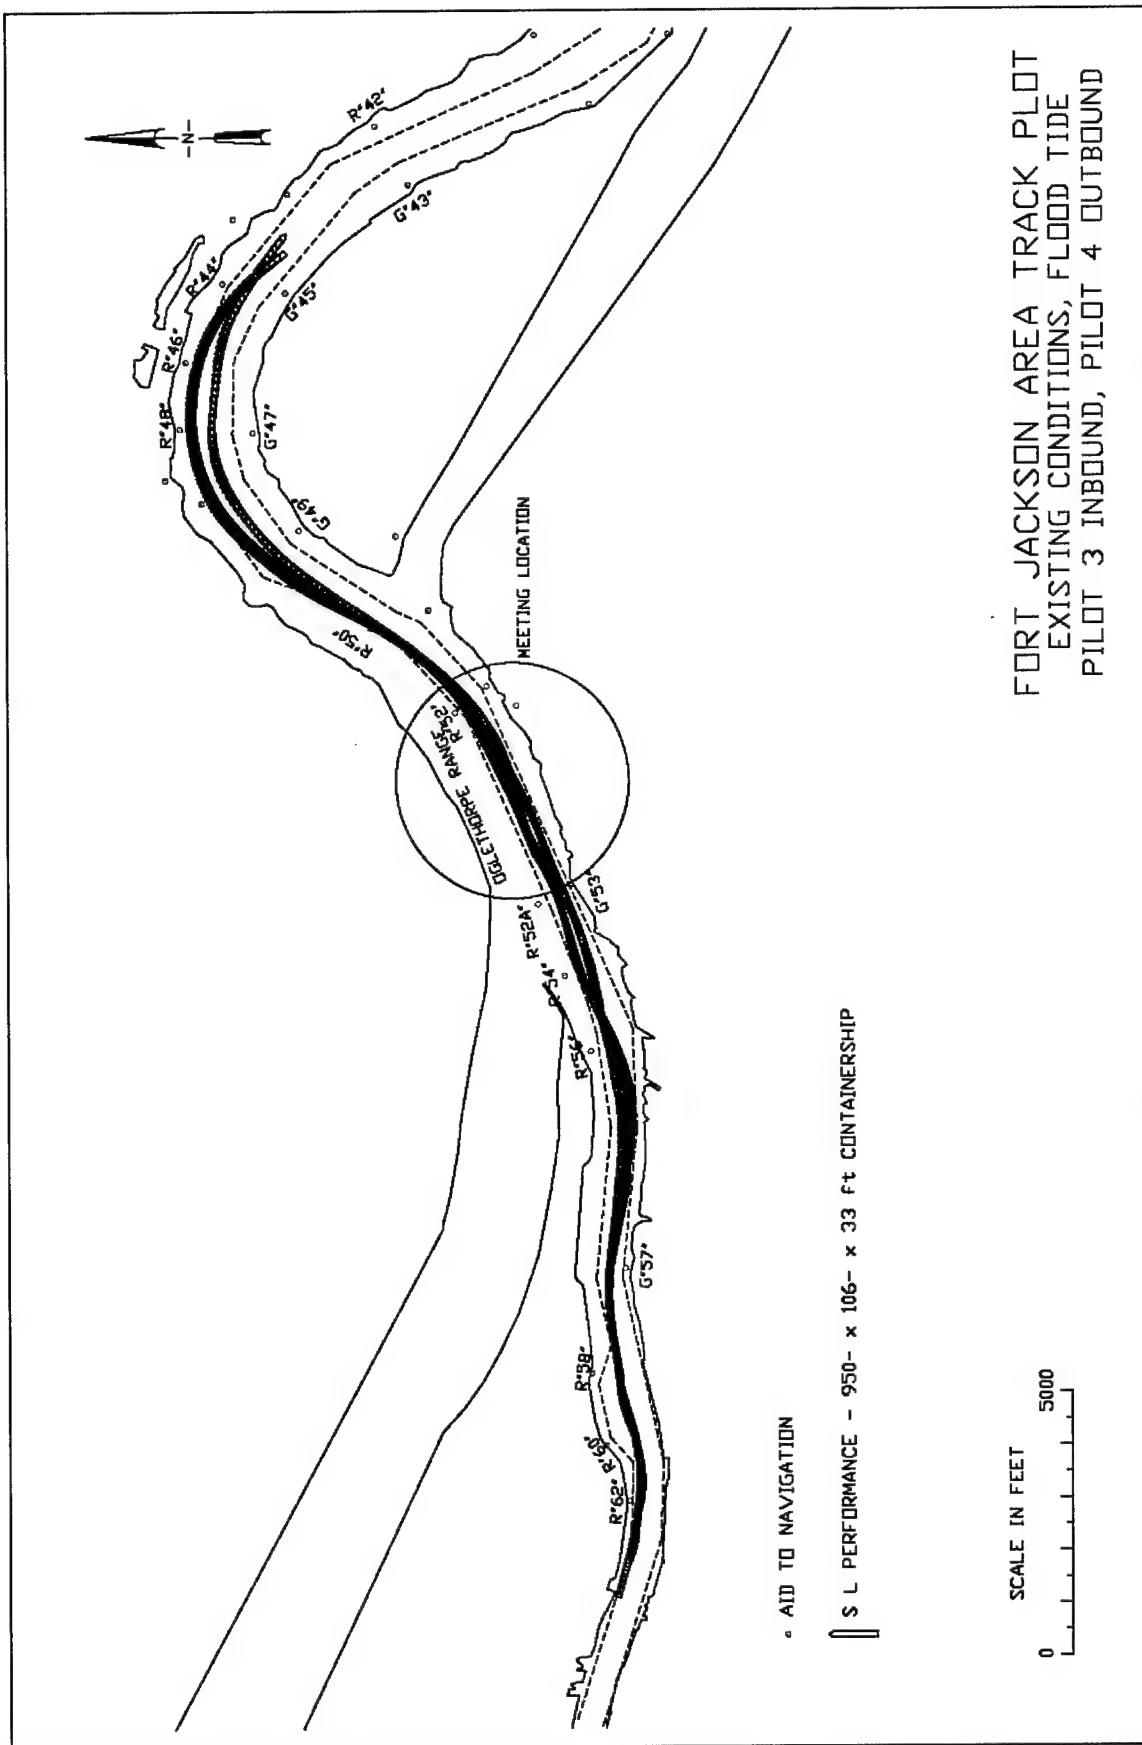 -N-
R"42"
G"43"
R"44"
G"45"
R"46"
R"48"
G"47"
G"49"
R"50"
MEETING LOCATION
R"52"
OGLETHORPE RANGE
R"52A"
G"53"
R"54"
R"56"
G"57"
R"58"
R"60"
R"62"
AID TO NAVIGATION
S L PERFORMANCE - 950- x 106- x 33 ft CONTAINERSHIP
SCALE IN FEET
0 5000
FORT JACKSON AREA TRACK PLOT
EXISTING CONDITIONS, FLOOD TIDE
PILOT 3 INBOUND, PILOT 4 OUTBOUND